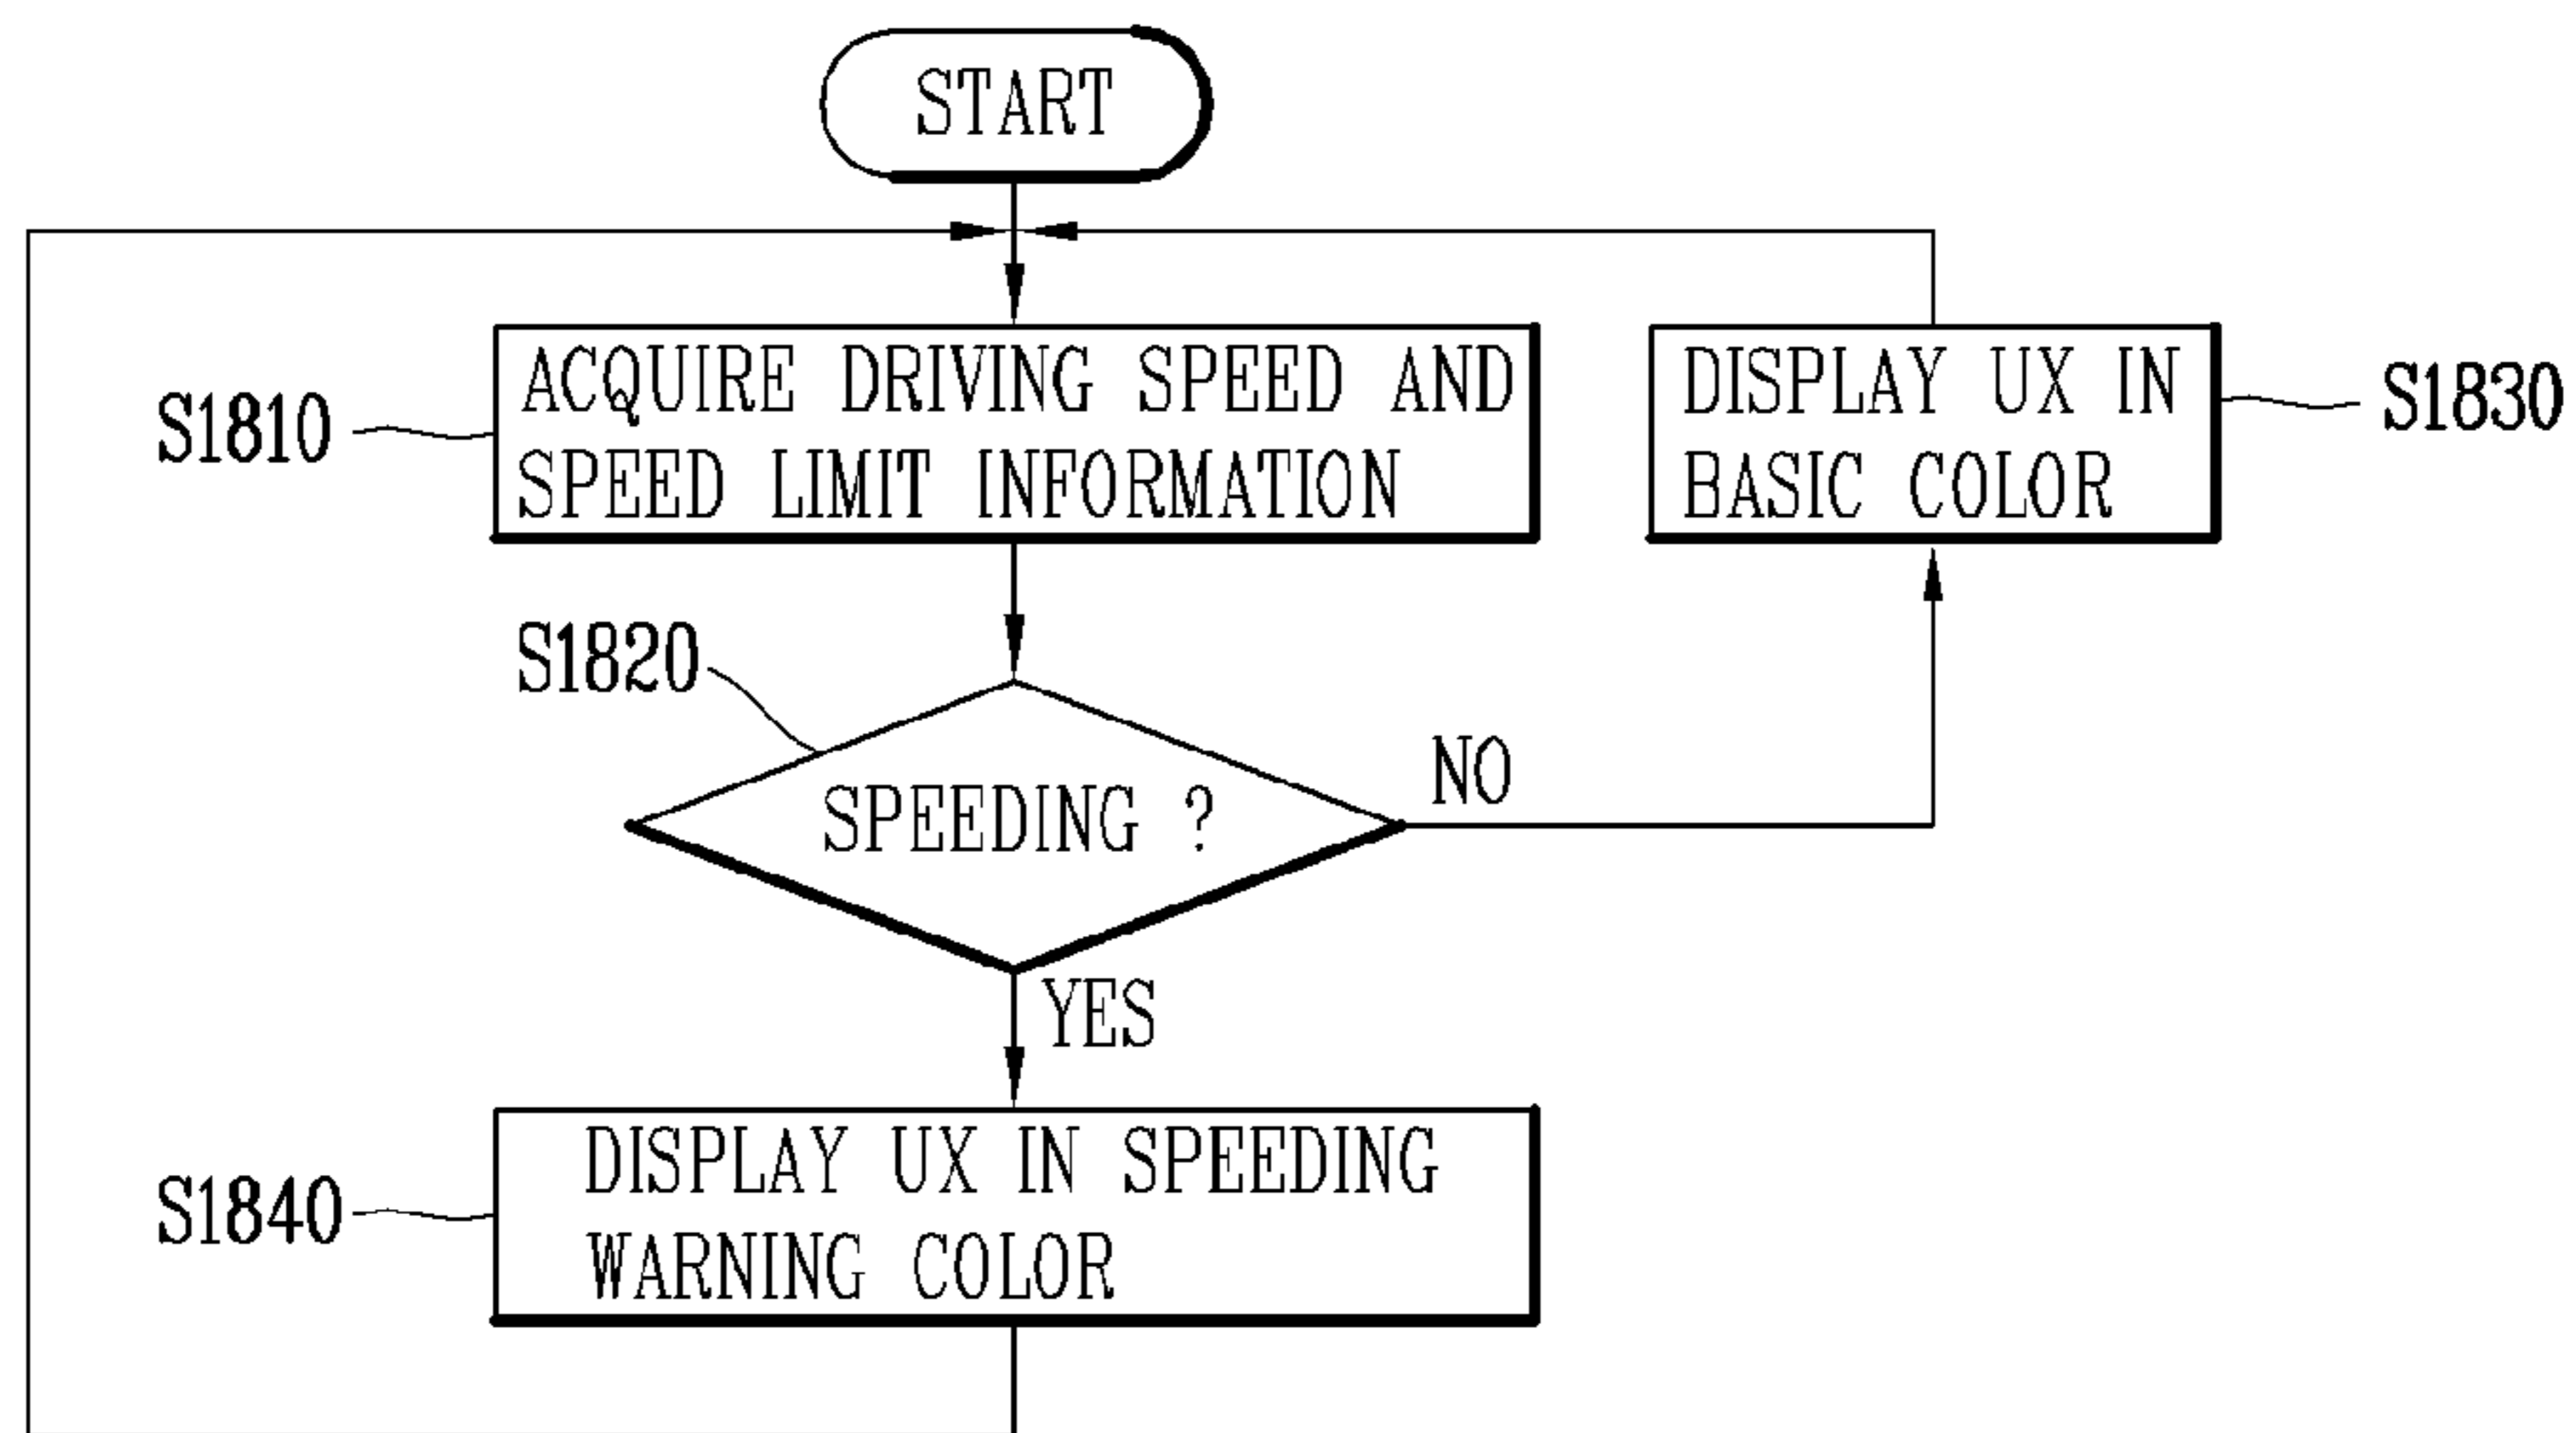 START
S1810
ACQUIRE DRIVING SPEED AND
SPEED LIMIT INFORMATION
DISPLAY UX IN
BASIC COLOR
S1830
S1820
SPEEDING ?
NO
YES
S1840
DISPLAY UX IN SPEEDING
WARNING COLOR